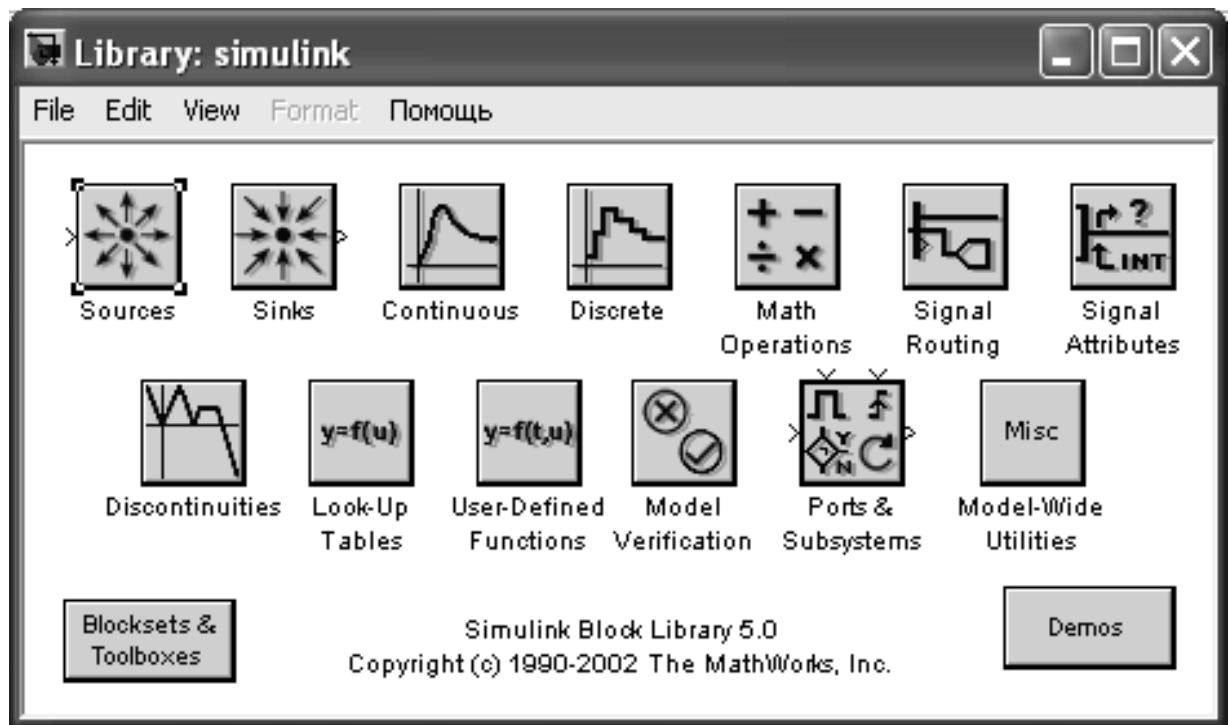 Library: simulink
File Edit View Format Помощь
Sources
Sinks
Continuous
Discrete
Math
Operations
Signal
Routing
? INT
Signal
Attributes
Discontinuities
y=f(u)
Look-Up
Tables
y=f(t,u)
User-Defined
Functions
Model
Verification
Y
N
Ports &
Subsystems
Misc
Model-Wide
Utilities
Blocksets &
Toolboxes
Simulink Block Library 5.0
Copyright (c) 1990-2002 The MathWorks, Inc.
Demos